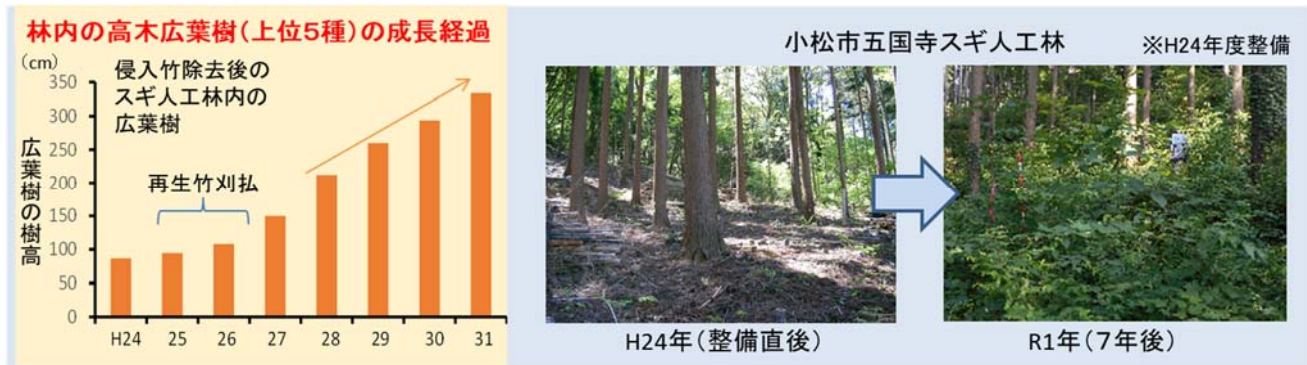 林内の高木広葉樹(上位5種)の成長経過
(cm)
350
300
250
200
150
100
50
0
広葉樹の樹高
侵入竹除去後の
スギ人工林内の
広葉樹
再生竹刈払
H24 25 26 27 28 29 30 31
小松市五国寺スギ人工林
※H24年度整備
H24年(整備直後)
R1年(7年後)